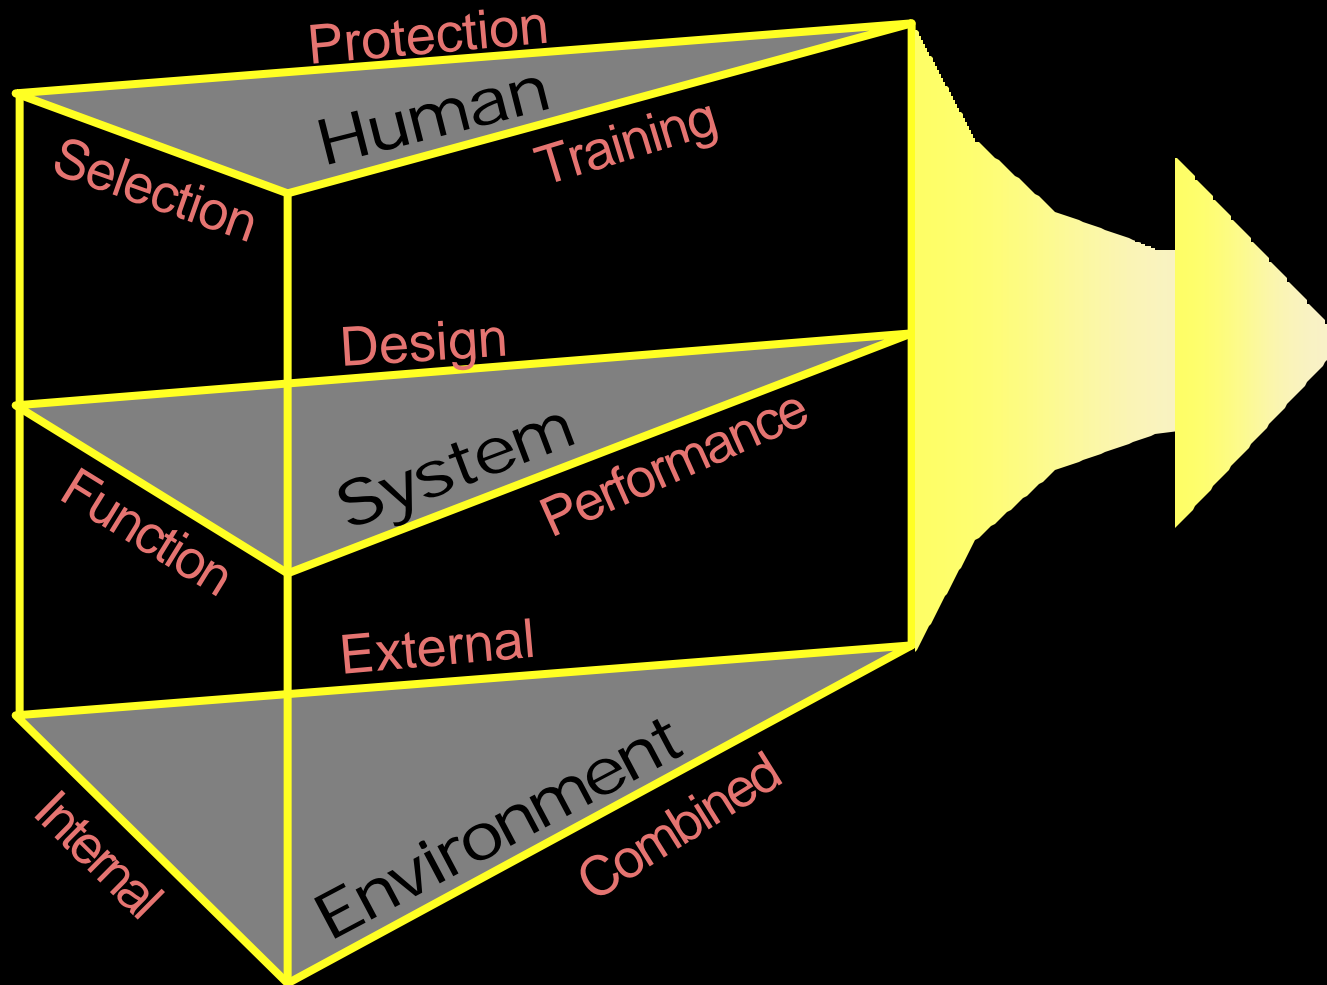 Protection
Human
Selection
Training
Design
System
Function
Performance
External
Environment
Internal
Combined